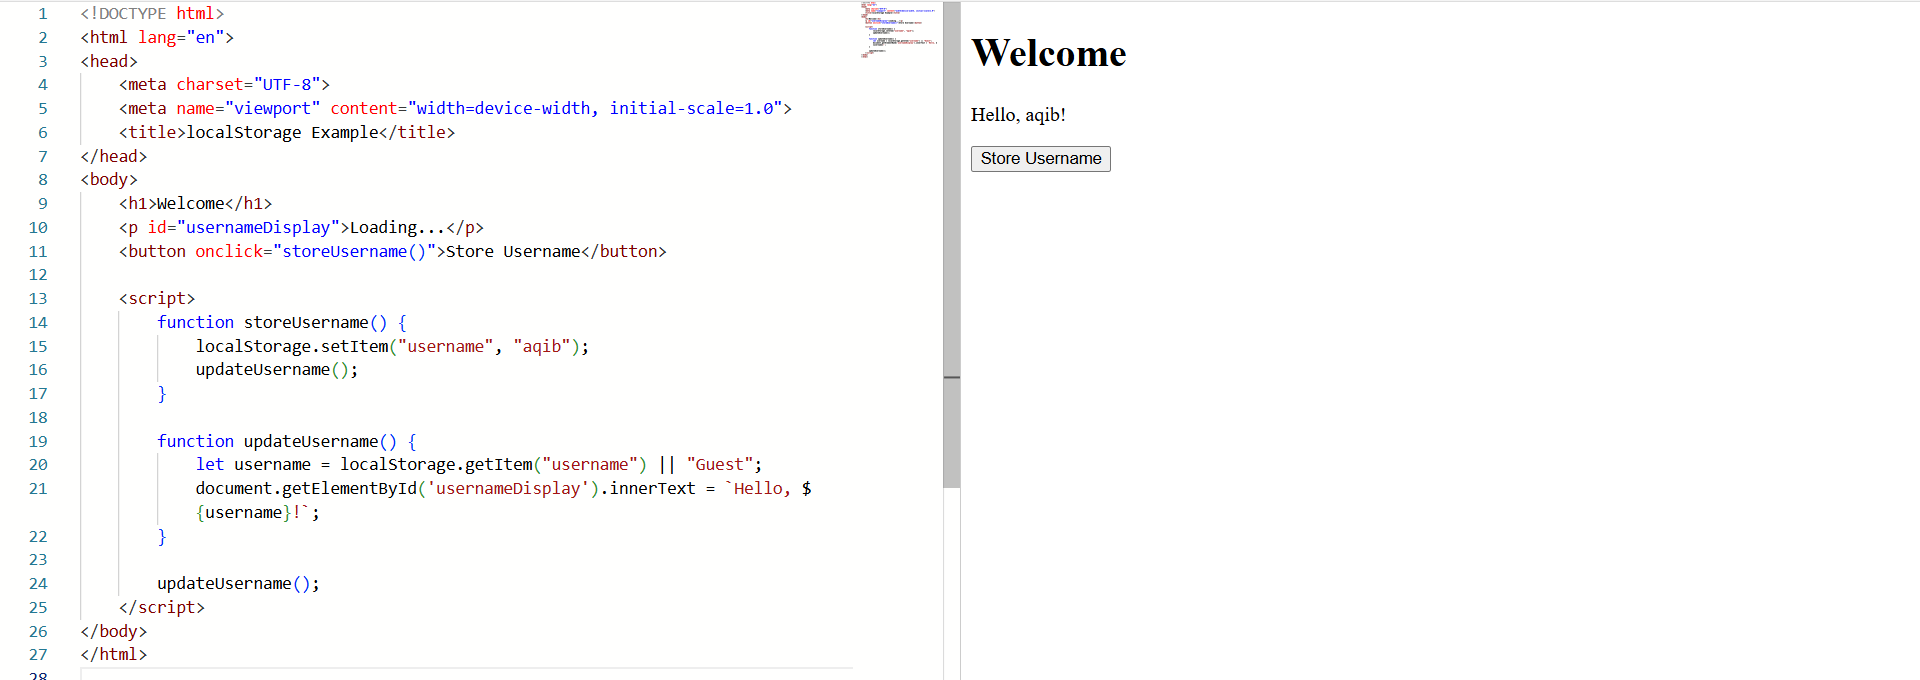 1 <!DOCTYPE html>
2 <html lang="en">
3 <head>
4 <meta charset="UTF-8">
5 <meta name="viewport" content="width=device-width, initial-scale=1.0">
6 <title>localStorage Example</title>
7 </head>
8 <body>
9 <h1>Welcome</h1>
10 <p id="usernameDisplay">Loading...</p>
11 <button onclick="storeUsername()">Store Username</button>
12
13 <script>
14 function storeUsername() {
15 localStorage.setItem("username", "aqib");
16 updateUsername();
17 }
18
19 function updateUsername() {
20 let username = localStorage.getItem("username") || "Guest";
21 document.getElementById('usernameDisplay').innerText = `Hello, $
{username}!`;
22 }
23
24 updateUsername();
25 </script>
26 </body>
27 </html>
28
Welcome
Hello, aqib!
Store Username